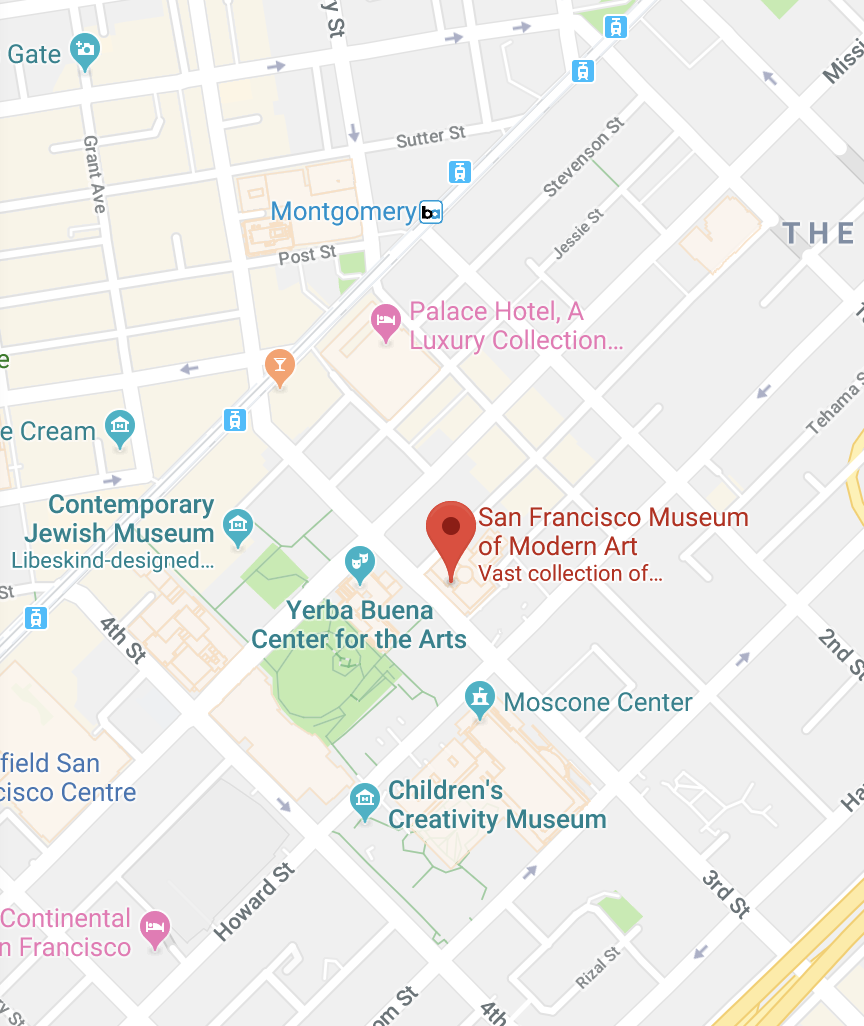 ry St
Gate
Missi
Sutter St
Grant Ave
Stevenson St
Montgomery
ba
Jessie St
THE
Post St
Palace Hotel, A
Luxury Collection...
e
Tehama S
e Cream
Contemporary
Jewish Museum
Libeskind-designed...
San Francisco Museum
of Modern Art
Vast collection of...
St
4th St
Yerba Buena
Center for the Arts
2nd St
Moscone Center
field San
cisco Centre
Children's
Creativity Museum
Ha
3rd St
Howard St
Continental
n Francisco
Rizal St
om St
4th
y St